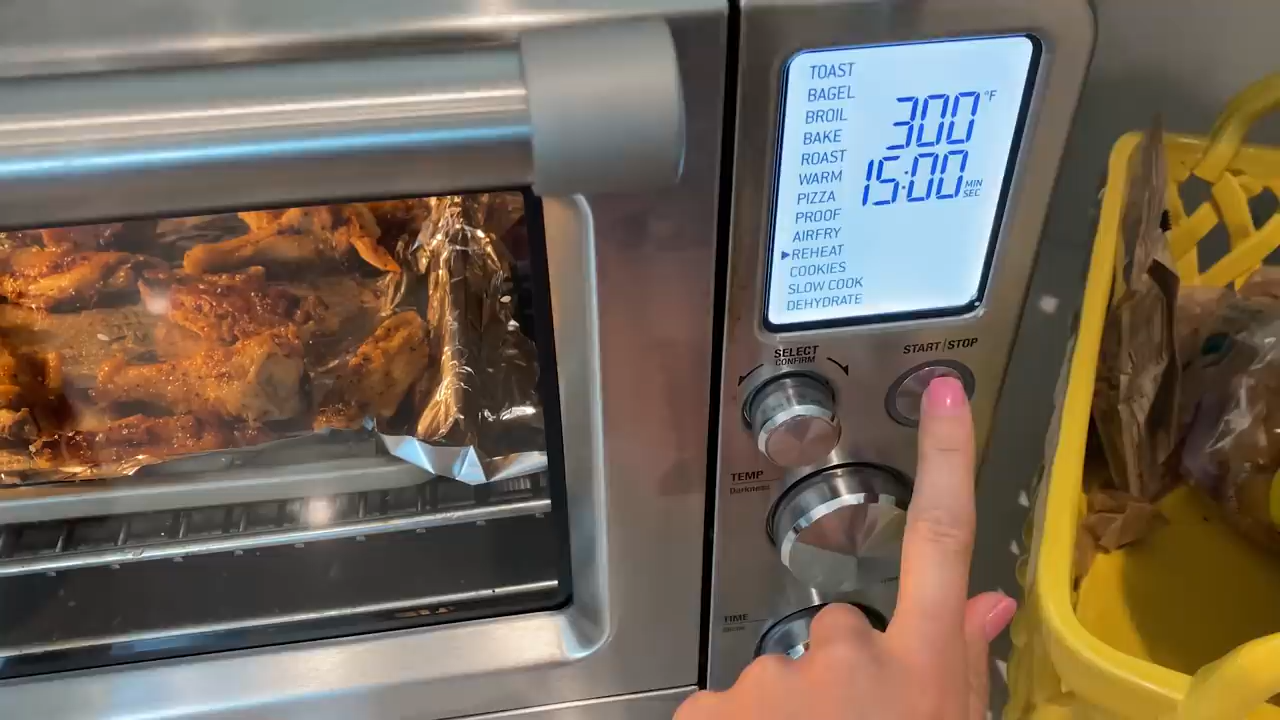 TOAST
BAGEL
BROIL
BAKE
ROAST
WARM
PIZZA
PROOF
AIRFRY
REHEAT
COOKIES
SLOW COOK
DEHYDRATE
300 °F
15:00 MIN SEC
SELECT
CONFIRM
START/STOP
TEMP
Darkness
TIME